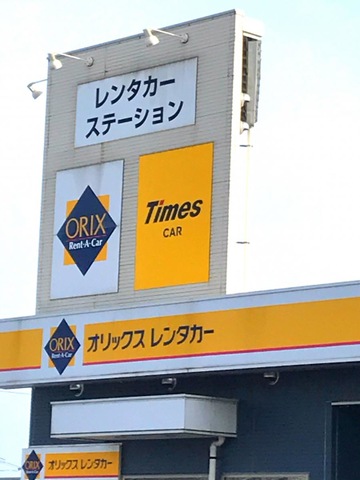 レンタカー
ステーション
ORIX
Rent-A-Car
Times
CAR
ORIX
Rent-A-Car
オリックス レンタカー
ORIX
オリックス レンタカー